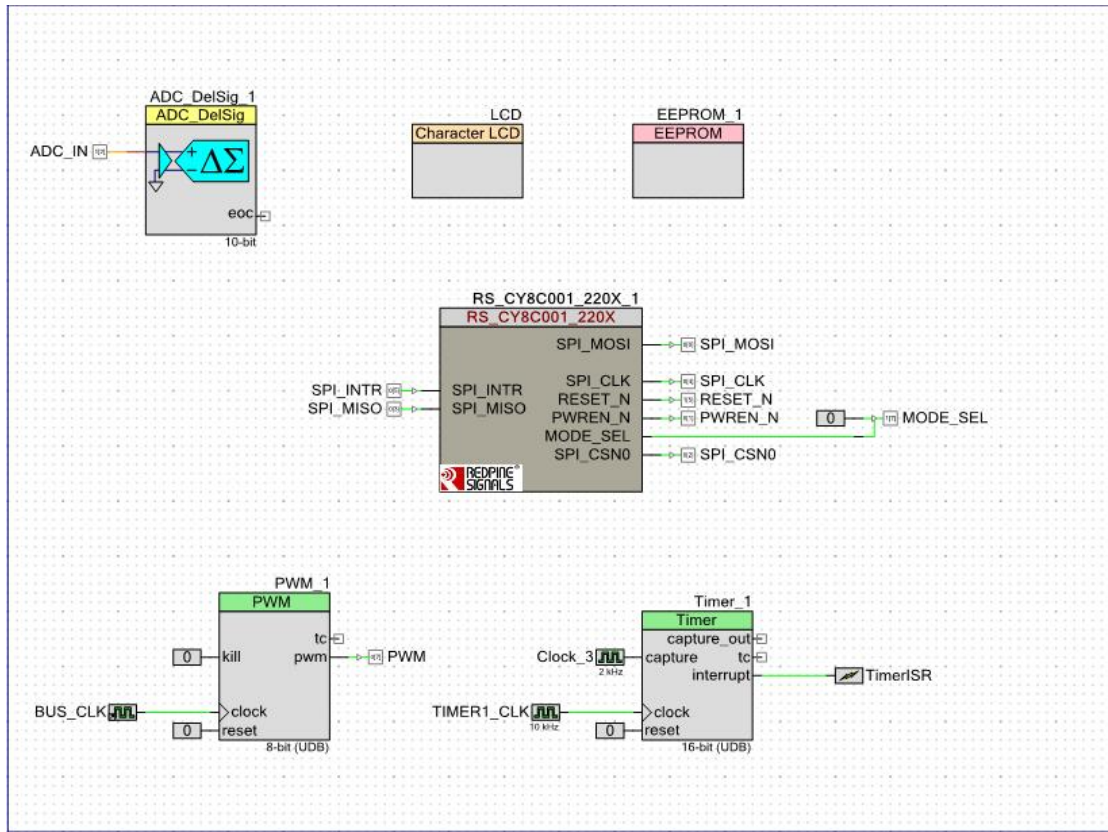 ADC_DelSig_1
ADC_DelSig
ADC_IN
ΔΣ
eoc
10-bit
LCD
Character LCD
EEPROM_1
EEPROM
RS_CY8C001_220X_1
RS_CY8C001_220X
SPI_MOSI SPI_MOSI
SPI_INTR SPI_INTR SPI_CLK SPI_CLK
SPI_MISO SPI_MISO RESET_N RESET_N
PWREN_N PWREN_N 0 MODE_SEL
MODE_SEL
SPI_CSN0 SPI_CSN0
REDPINE®
SIGNALS
PWM_1
PWM
tc
0 kill pwm PWM
BUS_CLK clock
0 reset
8-bit (UDB)
Timer_1
Timer
capture_out
Clock_3 capture tc
2 kHz
interrupt TimerISR
TIMER1_CLK clock
10 kHz
0 reset
16-bit (UDB)